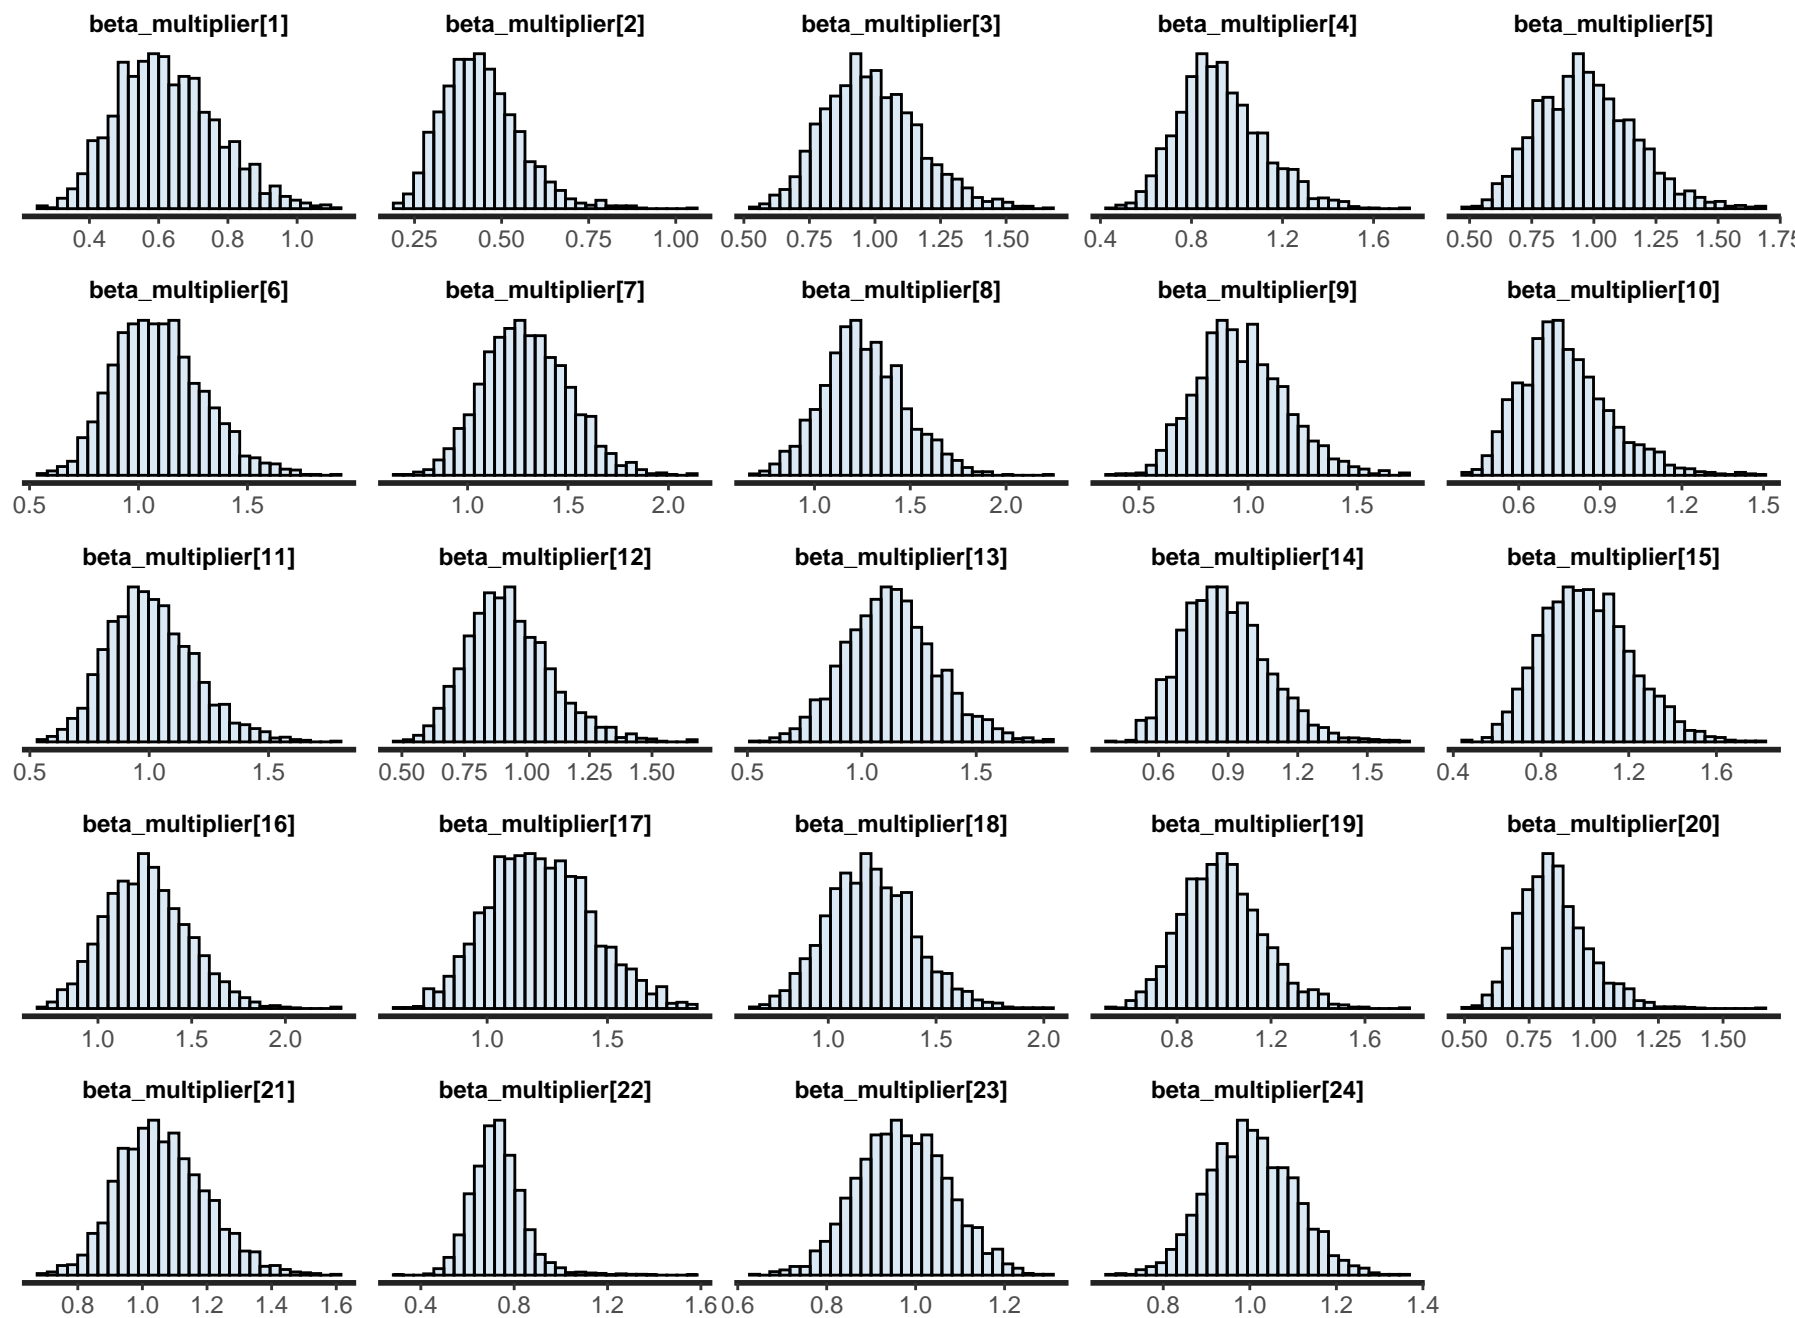 beta_multiplier[1] beta_multiplier[2] beta_multiplier[3] beta_multiplier[4] beta_multiplier[5]
0.4 0.6 0.8 1.0 0.25 0.50 0.75 1.00 0.50 0.75 1.00 1.25 1.50 0.4 0.8 1.2 1.6 0.50 0.75 1.00 1.25 1.50 1.75
beta_multiplier[6] beta_multiplier[7] beta_multiplier[8] beta_multiplier[9] beta_multiplier[10]
0.5 1.0 1.5 1.0 1.5 2.0 1.0 1.5 2.0 0.5 1.0 1.5 0.6 0.9 1.2 1.5
beta_multiplier[11] beta_multiplier[12] beta_multiplier[13] beta_multiplier[14] beta_multiplier[15]
0.5 1.0 1.5 0.50 0.75 1.00 1.25 1.50 0.5 1.0 1.5 0.6 0.9 1.2 1.5 0.4 0.8 1.2 1.6
beta_multiplier[16] beta_multiplier[17] beta_multiplier[18] beta_multiplier[19] beta_multiplier[20]
1.0 1.5 2.0 1.0 1.5 1.0 1.5 2.0 0.8 1.2 1.6 0.50 0.75 1.00 1.25 1.50
beta_multiplier[21] beta_multiplier[22] beta_multiplier[23] beta_multiplier[24]
0.8 1.0 1.2 1.4 1.6 0.4 0.8 1.2 1.6 0.6 0.8 1.0 1.2 0.8 1.0 1.2 1.4